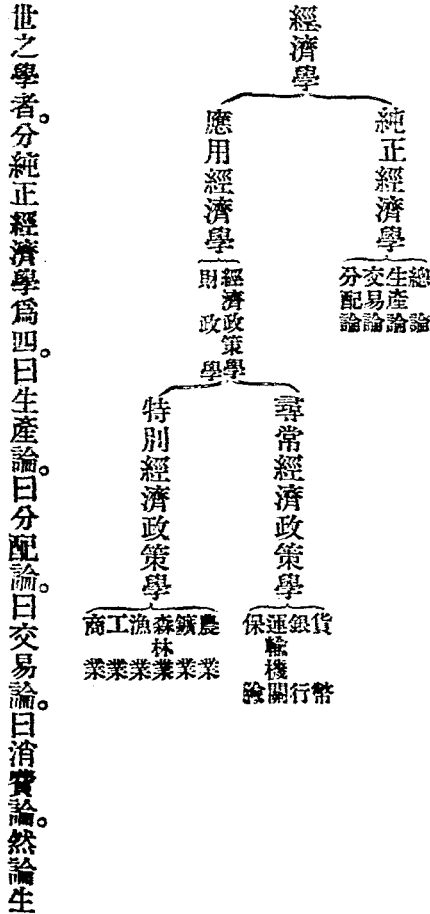 經濟學
純正經濟學
總論
生產論
交易論
分配論
應用經濟學
經濟政策學
財政學
尋常經濟政策學
貨幣
銀行
運輸機關
保險
特別經濟政策學
農業
鑛業
森林業
漁業
工業
商業
世之學者。分純正經濟學爲四。曰生產論。曰分配論。曰交易論。曰消費論。然論生